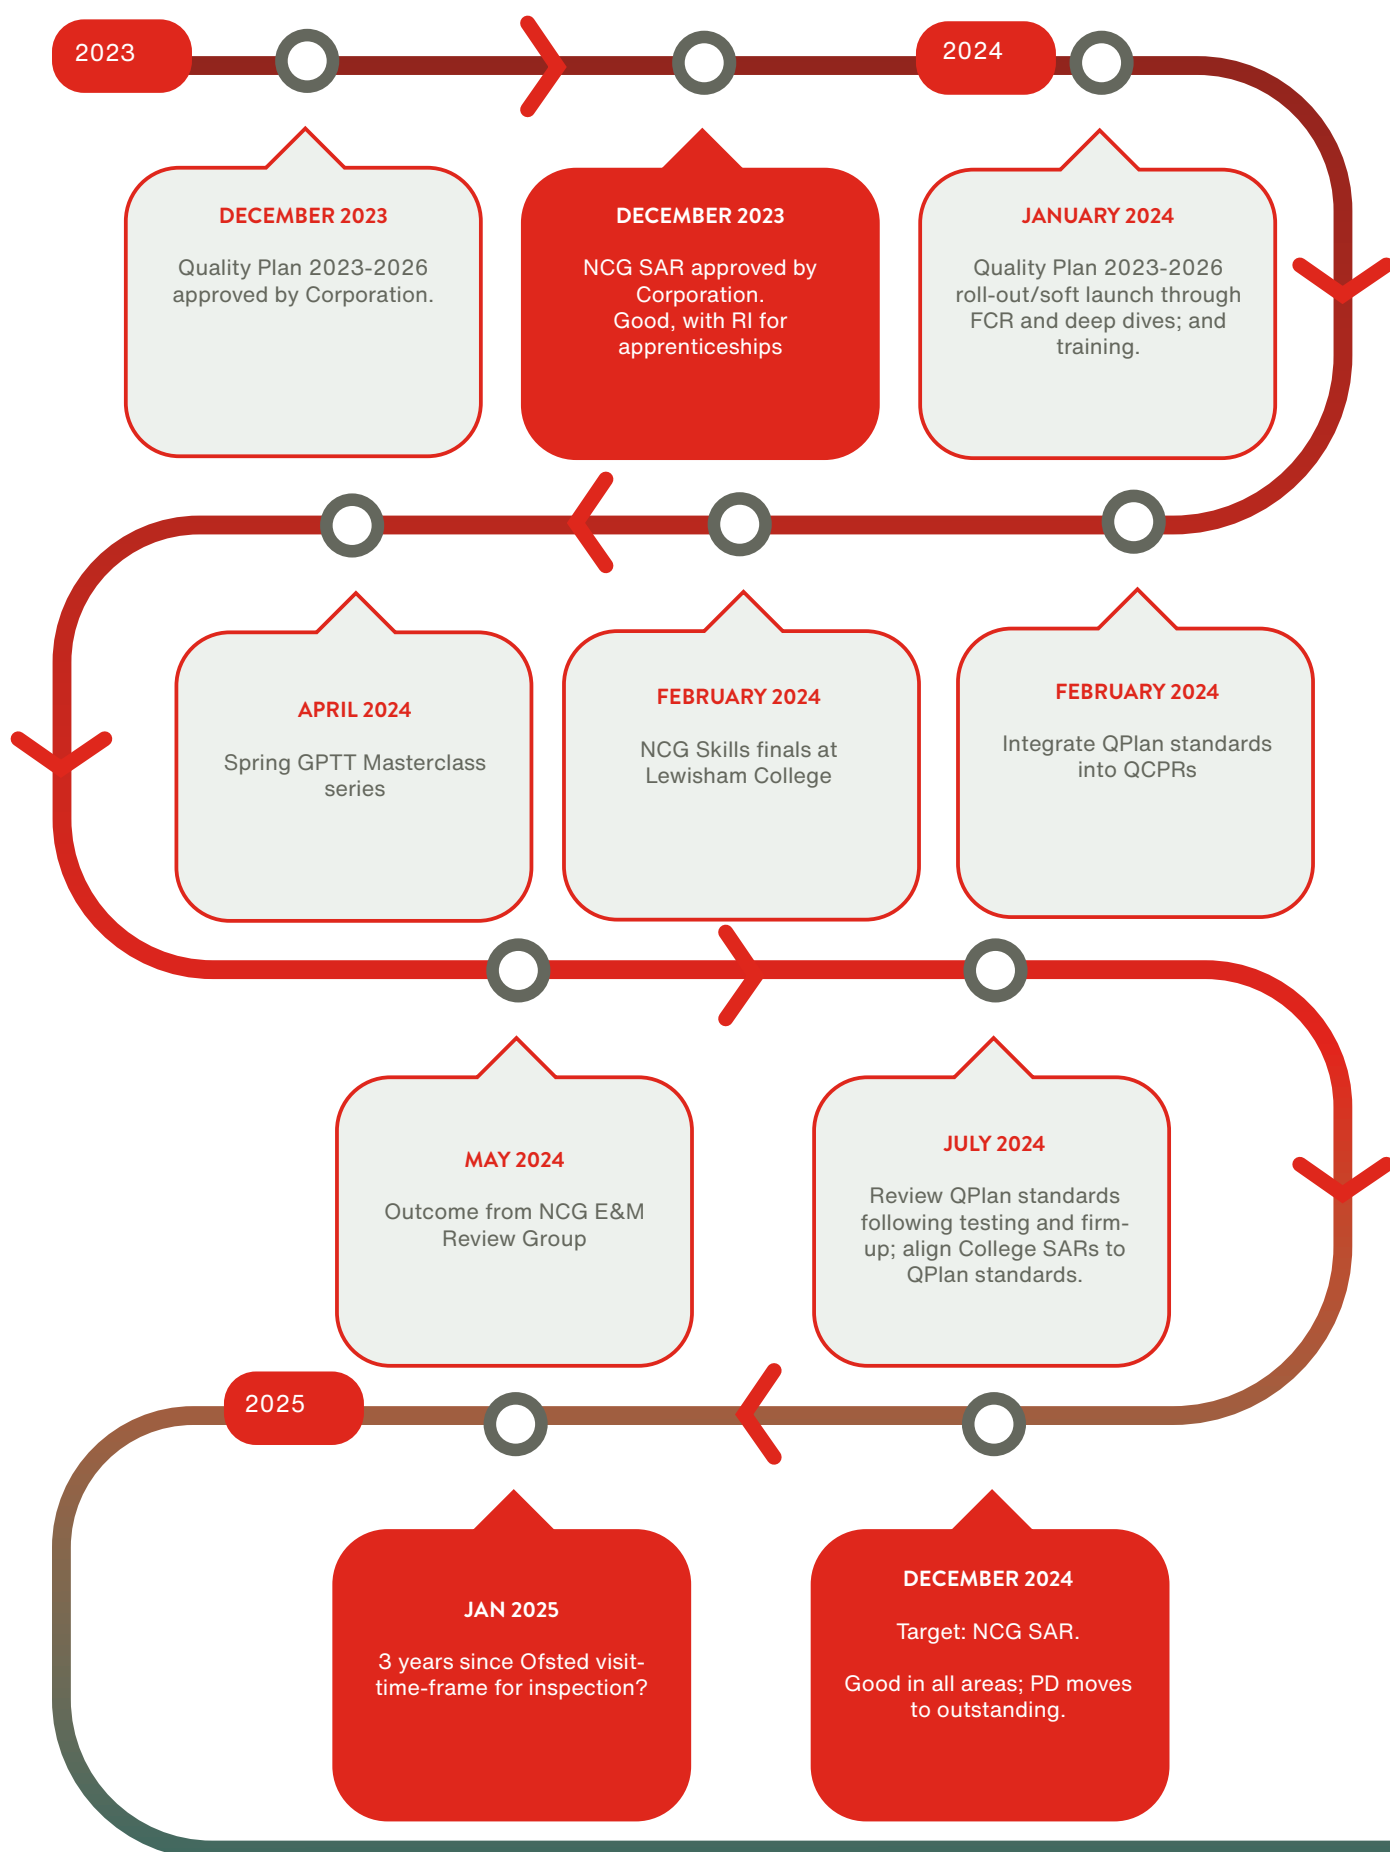 2023
2024
DECEMBER 2023
Quality Plan 2023-2026
approved by Corporation.
DECEMBER 2023
NCG SAR approved by
Corporation.
Good, with RI for
apprenticeships
JANUARY 2024
Quality Plan 2023-2026
roll-out/soft launch through
FCR and deep dives; and
training.
FEBRUARY 2024
Integrate QPlan standards
into QCPRs
FEBRUARY 2024
NCG Skills finals at
Lewisham College
APRIL 2024
Spring GPTT Masterclass
series
MAY 2024
Outcome from NCG E&M
Review Group
JULY 2024
Review QPlan standards
following testing and firm-
up; align College SARs to
QPlan standards.
DECEMBER 2024
Target: NCG SAR.
Good in all areas; PD moves
to outstanding.
2025
JAN 2025
3 years since Ofsted visit-
time-frame for inspection?